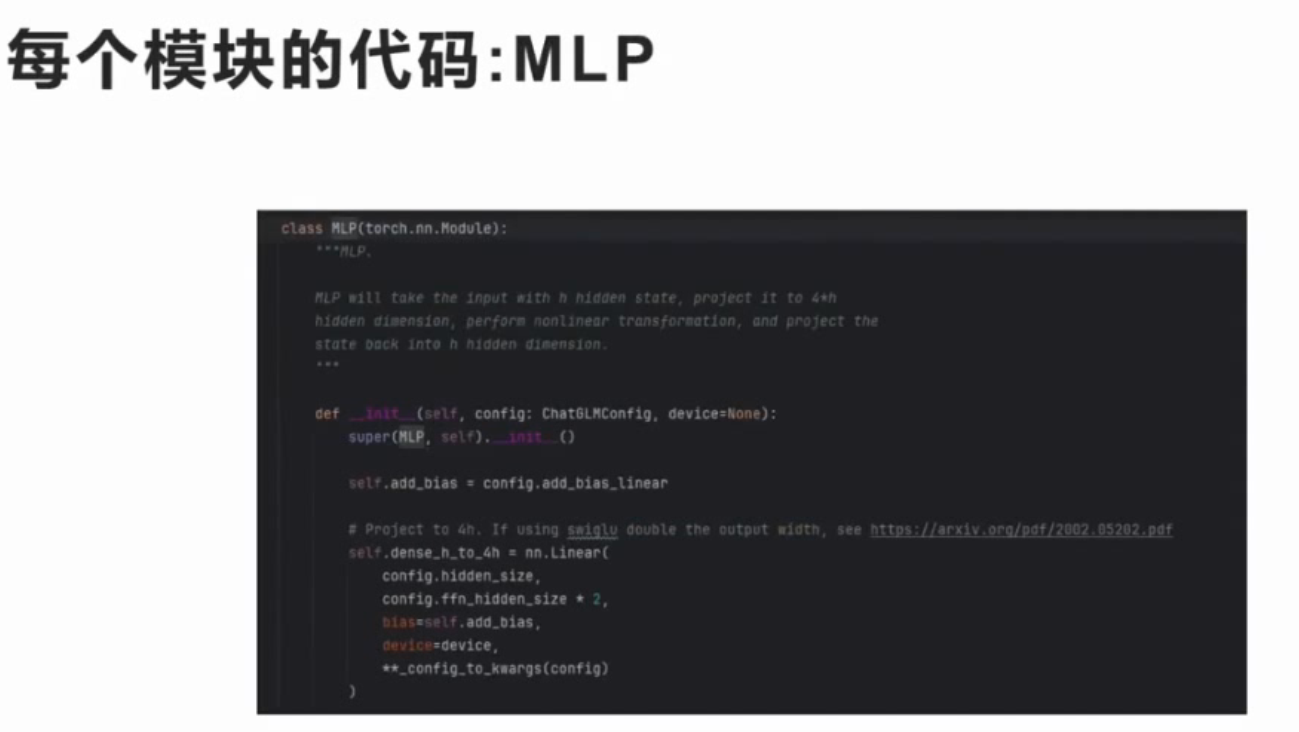 每个模块的代码:MLP
class MLP(torch.nn.Module):
"""MLP.
MLP will take the input with h hidden state, project it to 4*h
hidden dimension, perform nonlinear transformation, and project the
state back into h hidden dimension.
"""
def __init__(self, config: ChatGLMConfig, device=None):
super(MLP, self).__init__()
self.add_bias = config.add_bias_linear
# Project to 4h. If using swiglu double the output width, see https://arxiv.org/pdf/2002.05202.pdf
self.dense_h_to_4h = nn.Linear(
config.hidden_size,
config.ffn_hidden_size * 2,
bias=self.add_bias,
device=device,
**_config_to_kwargs(config)
)